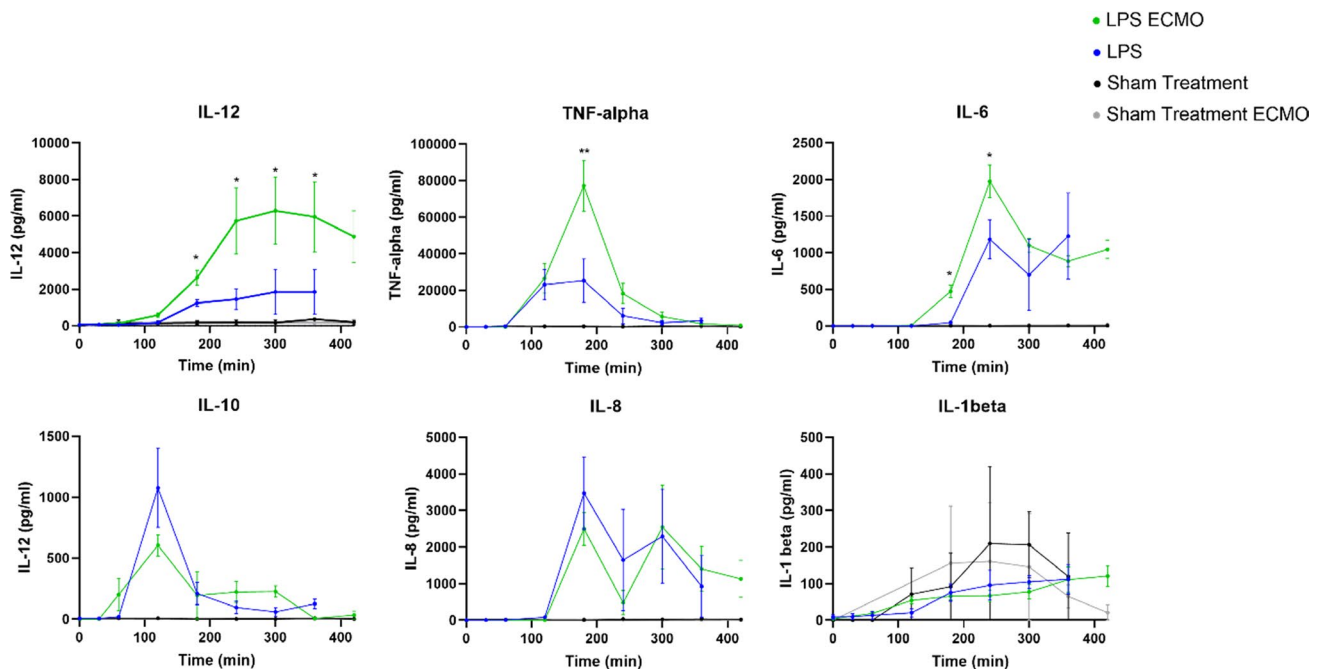 LPS ECMO
LPS
Sham Treatment
Sham Treatment ECMO
IL-12
IL-12 (pg/ml)
10000
8000
6000
4000
2000
0
* * * *
0 100 200 300 400
Time (min)
TNF-alpha
TNF-alpha (pg/ml)
100000
80000
60000
40000
20000
0
**
0 100 200 300 400
Time (min)
IL-6
IL-6 (pg/ml)
2500
2000
1500
1000
500
0
* *
0 100 200 300 400
Time (min)
IL-10
IL-12 (pg/ml)
1500
1000
500
0
0 100 200 300 400
Time (min)
IL-8
IL-8 (pg/ml)
5000
4000
3000
2000
1000
0
0 100 200 300 400
Time (min)
IL-1beta
IL-1 beta (pg/ml)
500
400
300
200
100
0
0 100 200 300 400
Time (min)